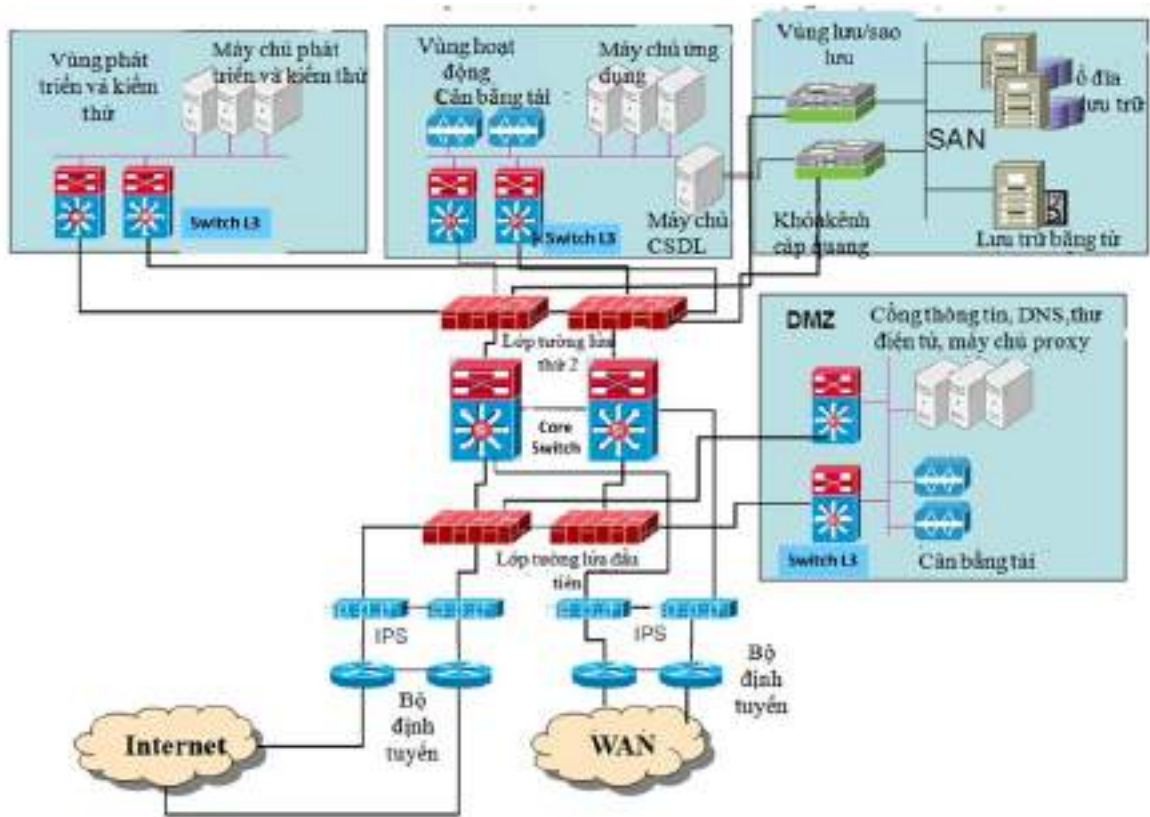 Vùng phát
triển và kiểm
thử
Máy chủ phát
triển và kiểm thử
Switch L3
Vùng hoạt
động
Cân bằng tải
Máy chủ ứng
dụng
Switch L3
Máy chủ
CSDL
Vùng lưu/sao
lưu
ổ đĩa
lưu trữ
SAN
cáp quang
Lưu trữ băng từ
Lớp tường lửa
thứ 2
Core
Switch
DMZ
Cổng thông tin, DNS,thư
điện tử, máy chủ proxy
Switch L3
Cân bằng tải
Lớp tường lửa đầu
tiên
IPS
IPS
Bộ
định
tuyến
Bộ
định
tuyến
Internet
WAN